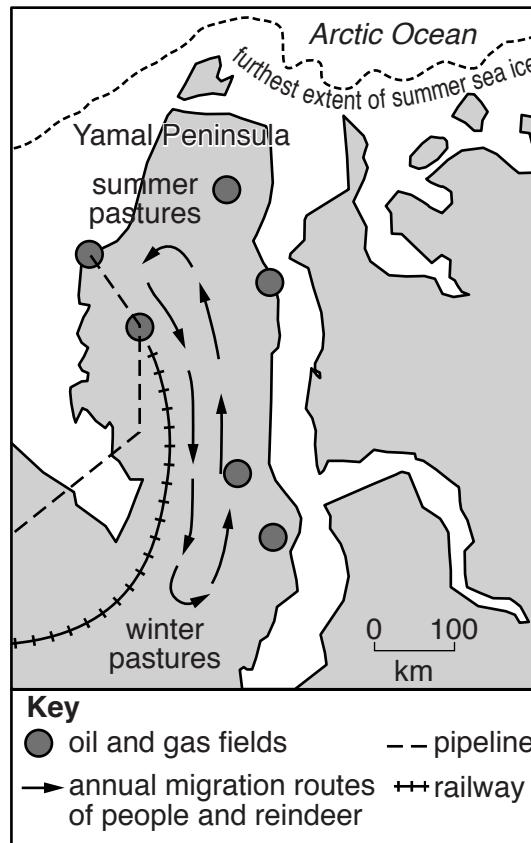 Arctic Ocean
furthest extent of summer sea ice
Yamal Peninsula
summer
pastures
winter
pastures
0 100
km
Key
oil and gas fields
pipeline
annual migration routes
of people and reindeer
railway